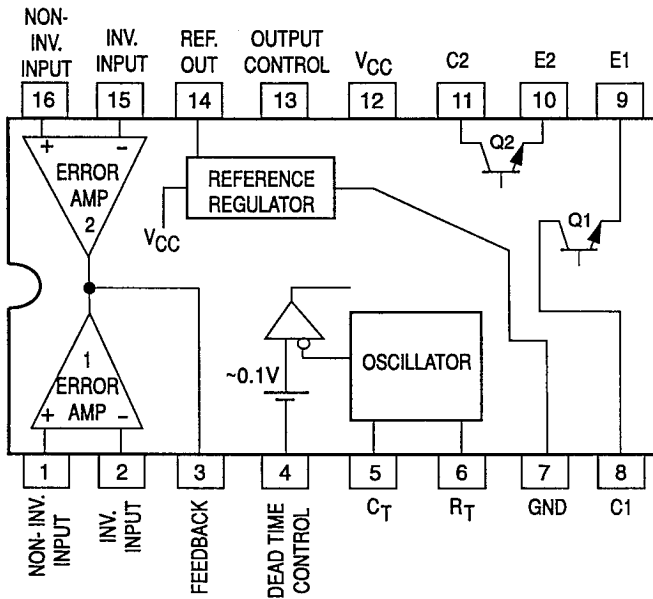 NON-
INV.
INPUT
INV.
INPUT
REF.
OUT
OUTPUT
CONTROL
VCC
C2
E2
E1
16
15
14
13
12
11
10
9
+
−
ERROR
AMP
2
REFERENCE
REGULATOR
VCC
Q2
Q1
1
ERROR
AMP
+
−
~0.1V
OSCILLATOR
1
2
3
4
5
6
7
8
NON- INV.
INPUT
INV.
INPUT
FEEDBACK
DEAD TIME
CONTROL
CT
RT
GND
C1